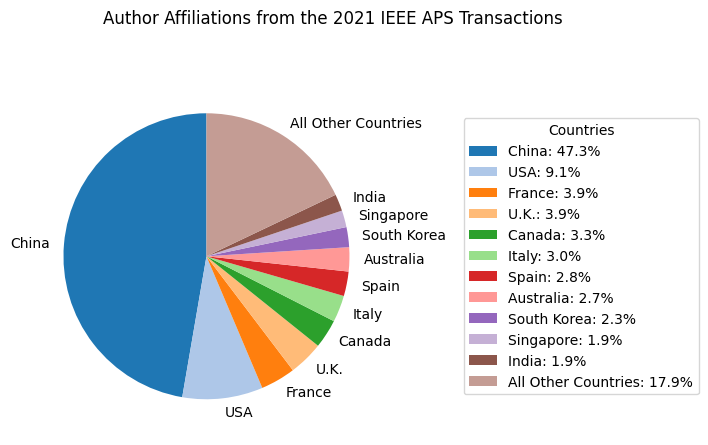 Author Affiliations from the 2021 IEEE APS Transactions
All Other Countries
India
Singapore
South Korea
Australia
Spain
Italy
Canada
U.K.
France
USA
China
Countries
China: 47.3%
USA: 9.1%
France: 3.9%
U.K.: 3.9%
Canada: 3.3%
Italy: 3.0%
Spain: 2.8%
Australia: 2.7%
South Korea: 2.3%
Singapore: 1.9%
India: 1.9%
All Other Countries: 17.9%